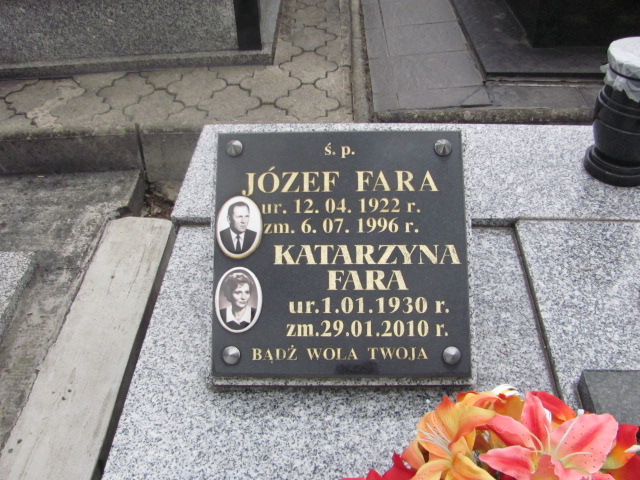 ś. p.
JÓZEF FARA
ur. 12. 04. 1922 r.
zm. 6. 07. 1996 r.
KATARZYNA
FARA
ur.1.01.1930 r.
zm.29.01.2010 r.
BĄDŹ WOLA TWOJA